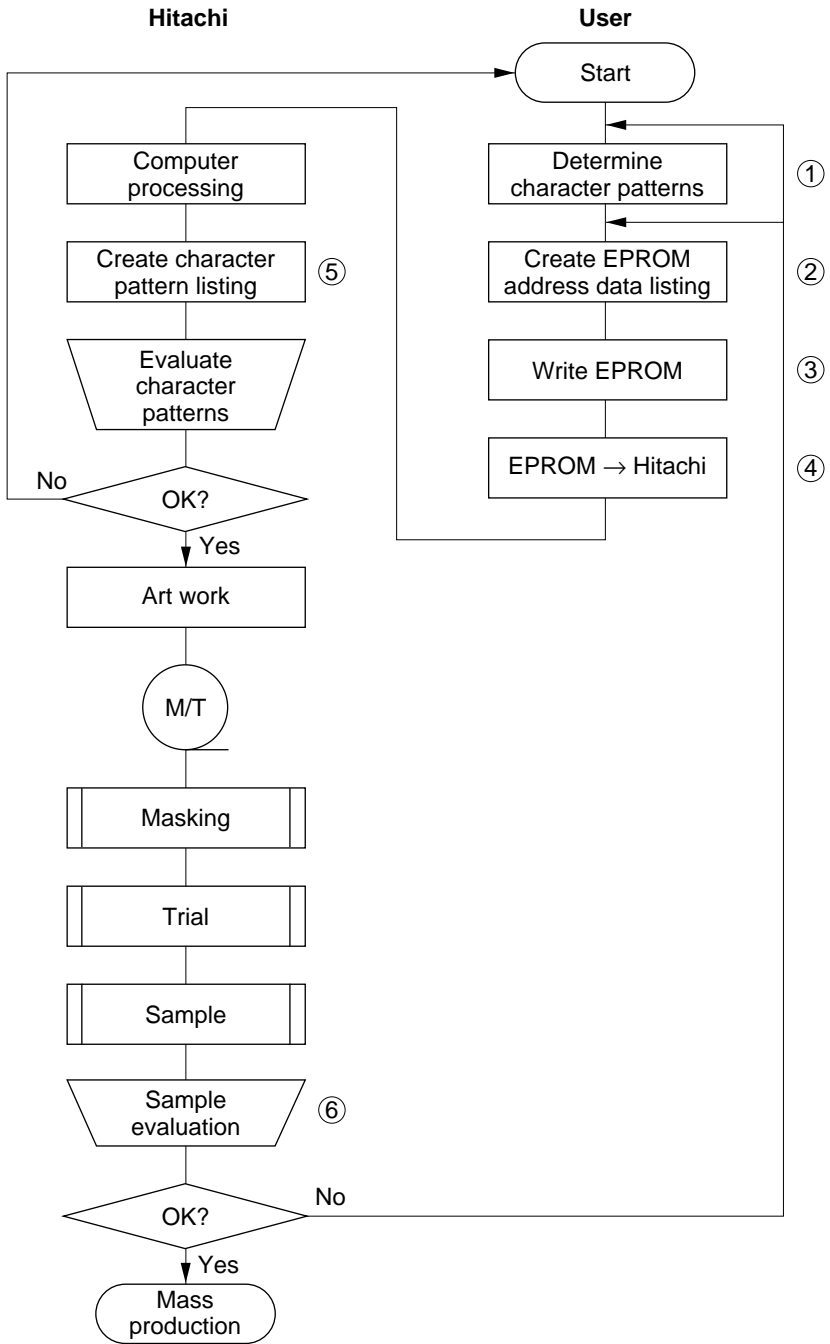 Hitachi
User
Start
Computer
processing
Determine
character patterns
①
Create character
pattern listing
⑤
Create EPROM
address data listing
②
Evaluate
character
patterns
Write EPROM
③
EPROM → Hitachi
④
No
OK?
Yes
Art work
M/T
Masking
Trial
Sample
Sample
evaluation
⑥
No
OK?
Yes
Mass
production